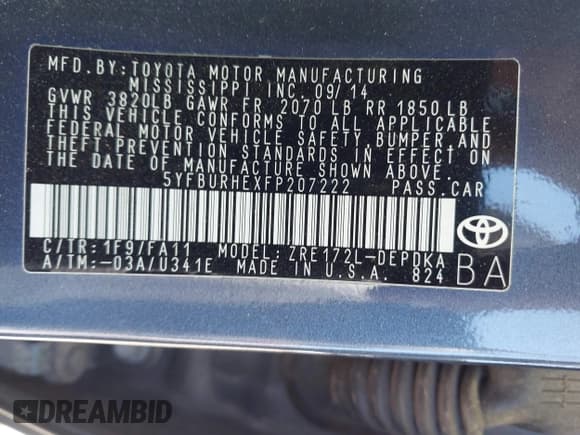 MFD.BY:TOYOTA MOTOR MANUFACTURING
MISSISSIPPI INC. 09/14
GVWR 3820LB GAWR FR 2070 LB RR 1850 LB
THIS VEHICLE CONFORMS TO ALL APPLICABLE
FEDERAL MOTOR VEHICLE SAFETY,BUMPER,AND
THEFT PREVENTION STANDARDS IN EFFECT ON
THE DATE OF MANUFACTURE SHOWN ABOVE.
5YFBURHEXFP207222 PASS.CAR
C/TR:1F9/FA11 MODEL: ZRE172L-DEPDKA
A/TM:-03A/U341E MADE IN U.S.A. 824
BA
DREAMBID